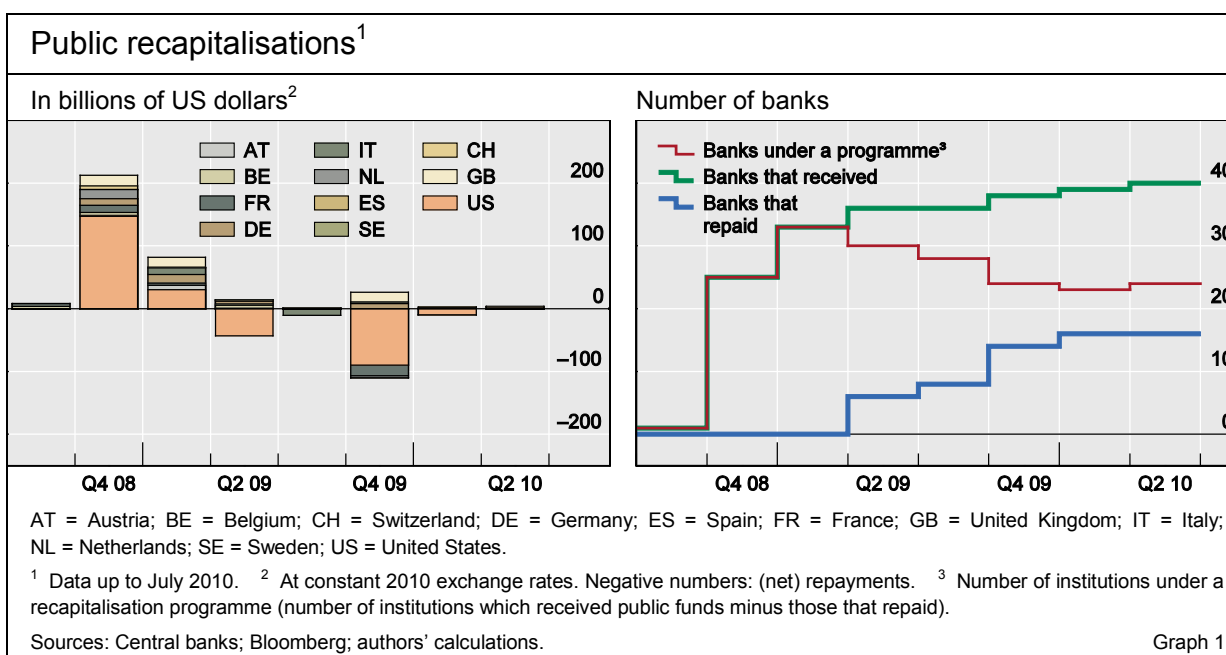 Public recapitalisations¹
In billions of US dollars²
AT
BE
FR
DE
IT
NL
ES
SE
CH
GB
US
200
100
0
–100
–200
Q4 08
Q2 09
Q4 09
Q2 10
Number of banks
Banks under a programme³
Banks that received
Banks that
repaid
Q4 08
Q2 09
Q4 09
Q2 10
AT = Austria; BE = Belgium; CH = Switzerland; DE = Germany; ES = Spain; FR = France; GB = United Kingdom; IT = Italy;
NL = Netherlands; SE = Sweden; US = United States.
¹ Data up to July 2010. ² At constant 2010 exchange rates. Negative numbers: (net) repayments. ³ Number of institutions under a
recapitalisation programme (number of institutions which received public funds minus those that repaid).
Sources: Central banks; Bloomberg; authors’ calculations.
Graph 1